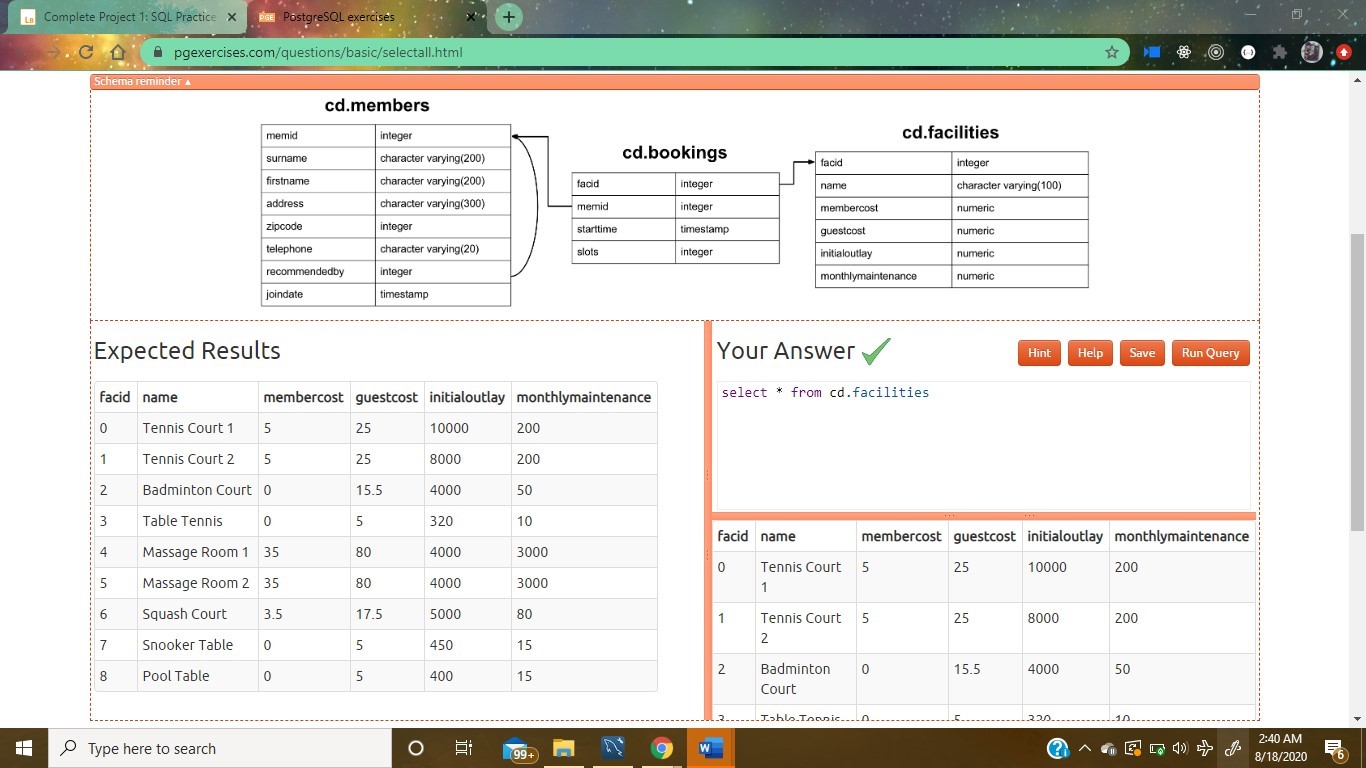 Complete Project 1: SQL Practice
PostgreSQL exercises
pgexercises.com/questions/basic/selectall.html
Schema reminder
cd.members
memid integer
surname character varying(200)
firstname character varying(200)
address character varying(300)
zipcode integer
telephone character varying(20)
recommendedby integer
joindate timestamp
cd.bookings
facid integer
memid integer
starttime timestamp
slots integer
cd.facilities
facid integer
name character varying(100)
membercost numeric
guestcost numeric
initialoutlay numeric
monthlymaintenance numeric
Expected Results
facid name membercost guestcost initialoutlay monthlymaintenance
0 Tennis Court 1 5 25 10000 200
1 Tennis Court 2 5 25 8000 200
2 Badminton Court 0 15.5 4000 50
3 Table Tennis 0 5 320 10
4 Massage Room 1 35 80 4000 3000
5 Massage Room 2 35 80 4000 3000
6 Squash Court 3.5 17.5 5000 80
7 Snooker Table 0 5 450 15
8 Pool Table 0 5 400 15
Your Answer
Hint Help Save Run Query
select * from cd.facilities
facid name membercost guestcost initialoutlay monthlymaintenance
0 Tennis Court 5 25 10000 200
1
1 Tennis Court 5 25 8000 200
2
2 Badminton 0 15.5 4000 50
Court
3 Table Tennis 0 5 320 10
Type here to search
99+
2:40 AM
8/18/2020
6